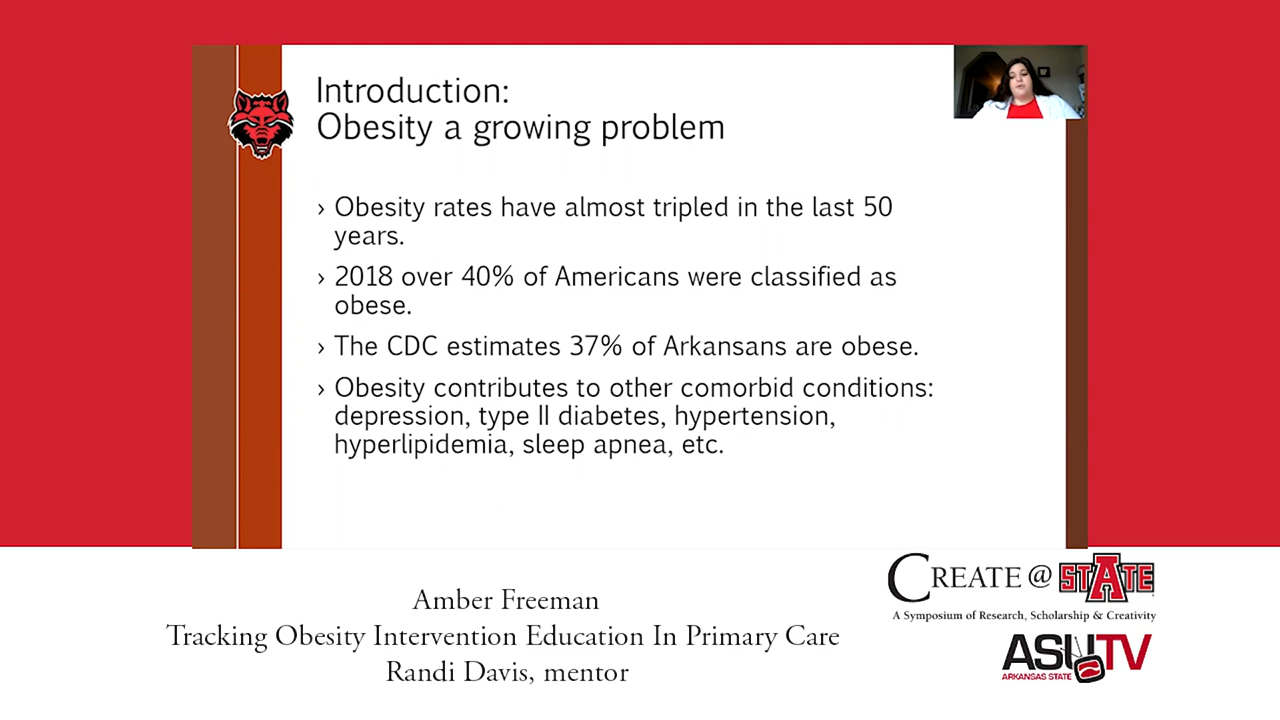 Introduction:
Obesity a growing problem
› Obesity rates have almost tripled in the last 50
years.
› 2018 over 40% of Americans were classified as
obese.
› The CDC estimates 37% of Arkansans are obese.
› Obesity contributes to other comorbid conditions:
depression, type II diabetes, hypertension,
hyperlipidemia, sleep apnea, etc.
Amber Freeman
Tracking Obesity Intervention Education In Primary Care
Randi Davis, mentor
CREATE @ STATE
A Symposium of Research, Scholarship & Creativity
ASUTV
ARKANSAS STATE